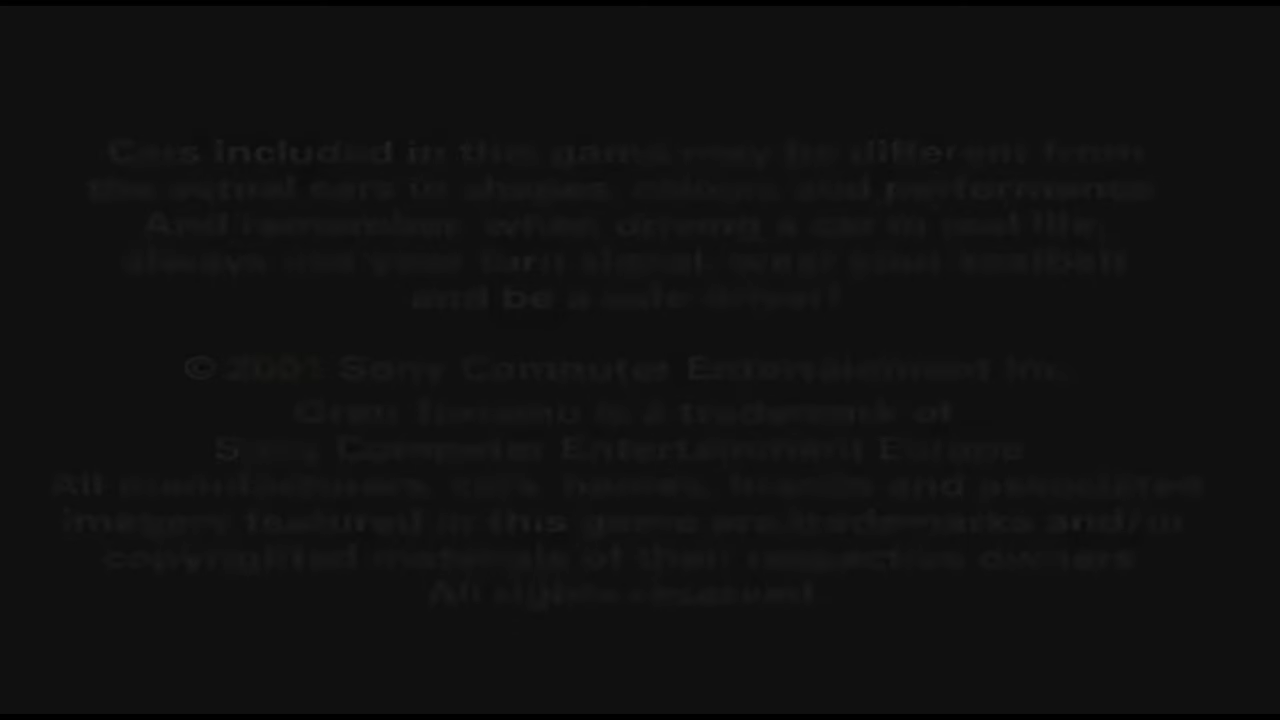 Cars included in this game may be different from
the actual cars in shapes, colours and performance.
And remember, when driving a car in real life,
always use your turn signal, wear your seatbelt
and be a safe driver!
© 2001 Sony Computer Entertainment Inc.
Gran Turismo is a trademark of
Sony Computer Entertainment Europe
All manufacturers, cars, names, brands and associated
imagery featured in this game are trademarks and/or
copyrighted materials of their respective owners
All rights reserved.